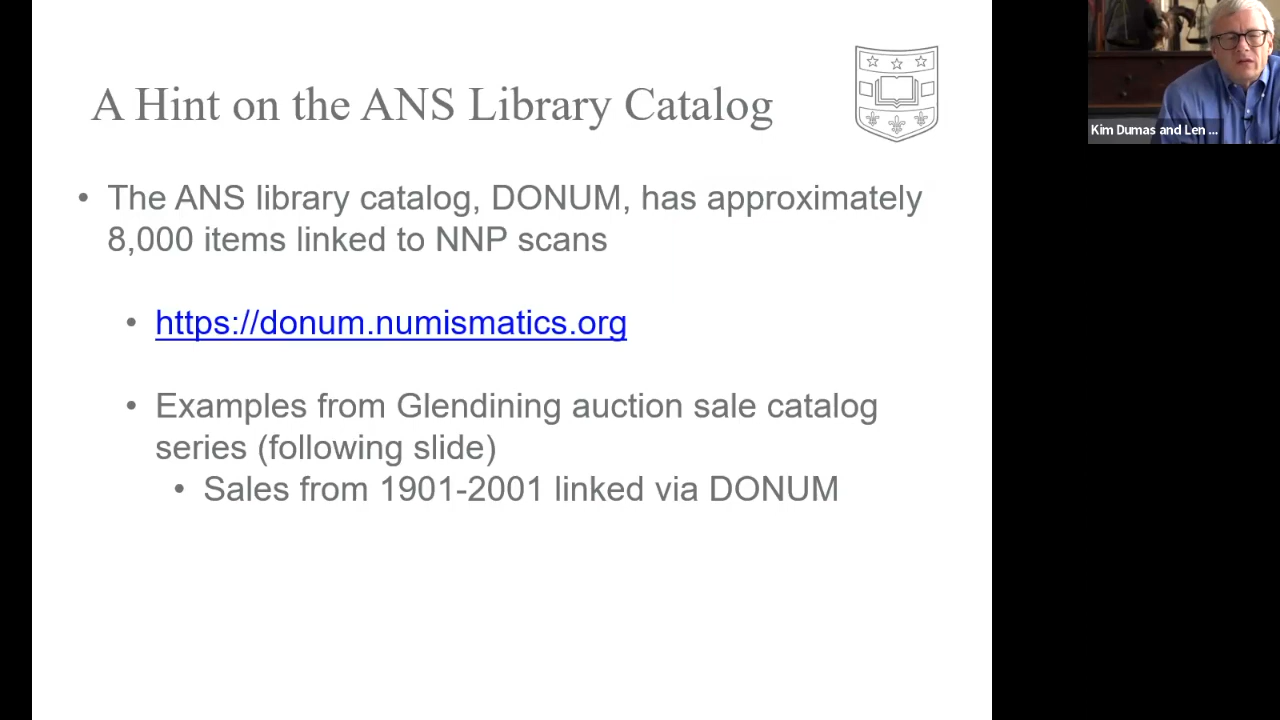 A Hint on the ANS Library Catalog
• The ANS library catalog, DONUM, has approximately
8,000 items linked to NNP scans
• https://donum.numismatics.org
• Examples from Glendining auction sale catalog
series (following slide)
• Sales from 1901-2001 linked via DONUM
Kim Dumas and Len ...